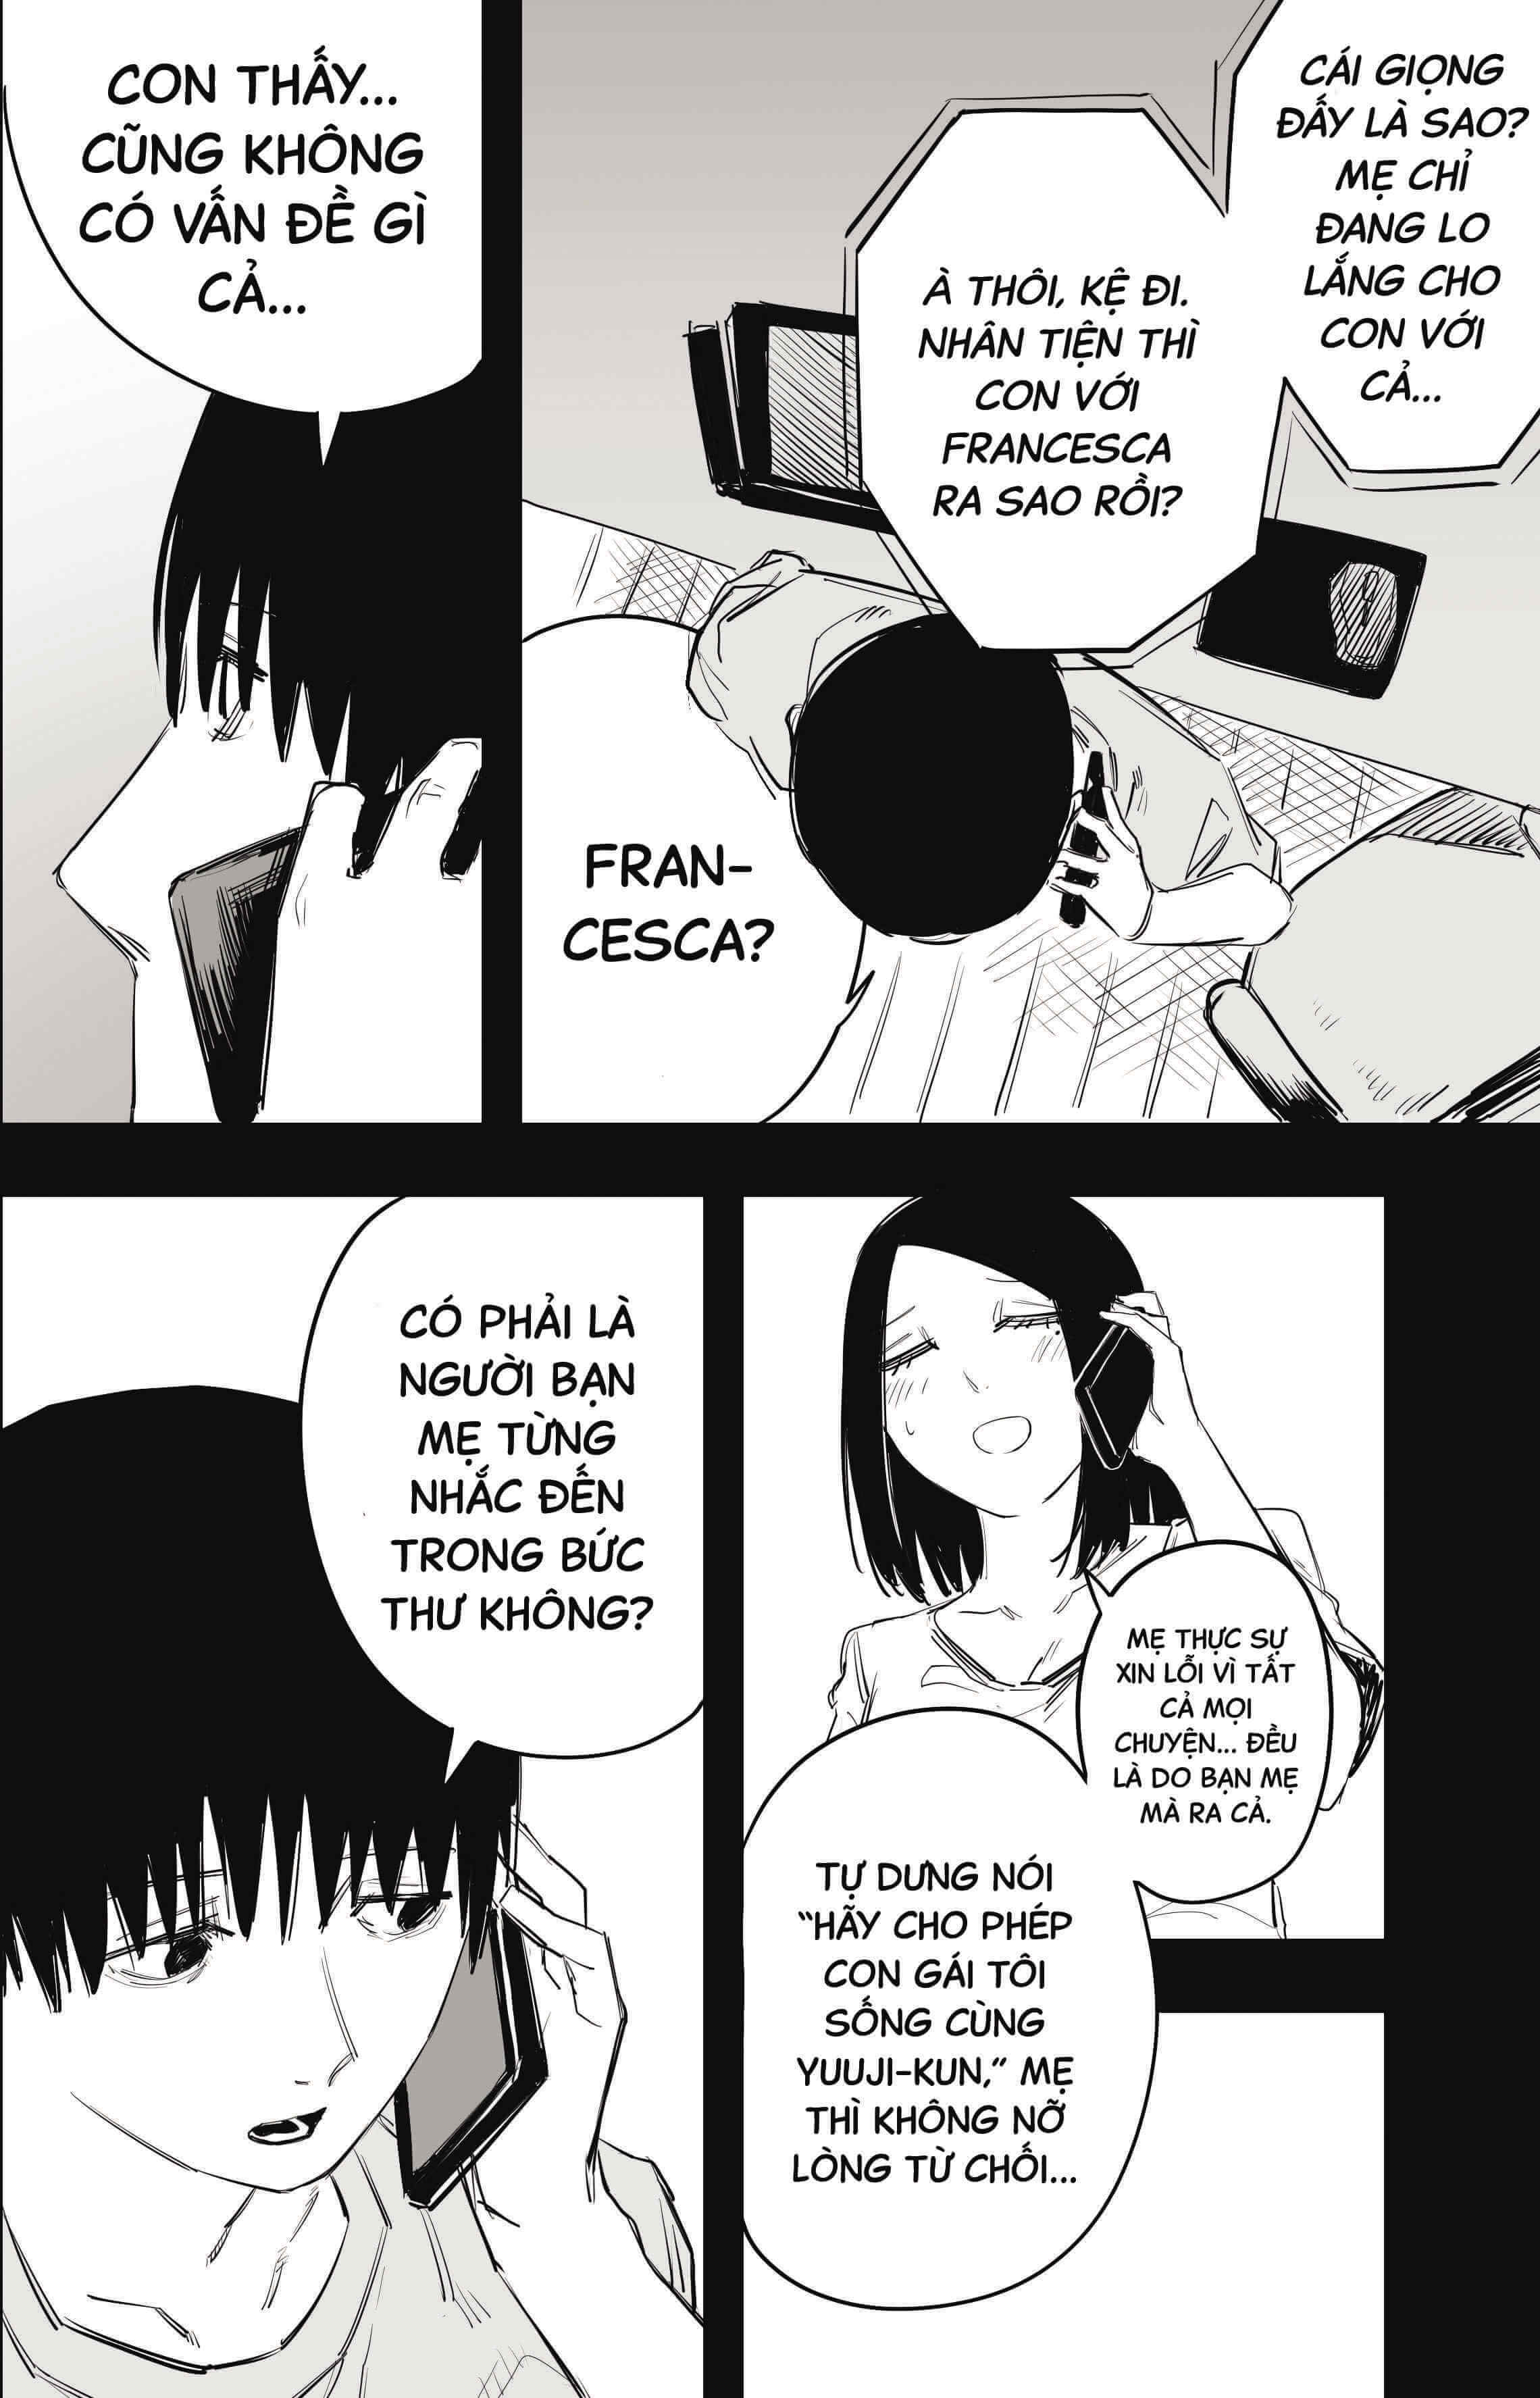 CÁI GIỌNG
ĐẤY LÀ SAO?
MẸ CHỈ
ĐANG LO
LẮNG CHO
CON VỚI
CẢ...
À THÔI, KỆ ĐI.
NHÂN TIỆN THÌ
CON VỚI
FRANCESCA
RA SAO RỒI?
FRAN-
CESCA?
CON THẤY...
CŨNG KHÔNG
CÓ VẤN ĐỀ GÌ
CẢ...
MẸ THỰC SỰ
XIN LỖI VÌ TẤT
CẢ MỌI
CHUYỆN... ĐỀU
LÀ DO BẠN MẸ
MÀ RA CẢ.
TỰ DƯNG NÓI
“HÃY CHO PHÉP
CON GÁI TÔI
SỐNG CÙNG
YUUJI-KUN,” MẸ
THÌ KHÔNG NỠ
LÒNG TỪ CHỐI...
CÓ PHẢI LÀ
NGƯỜI BẠN
MẸ TỪNG
NHẮC ĐẾN
TRONG BỨC
THƯ KHÔNG?